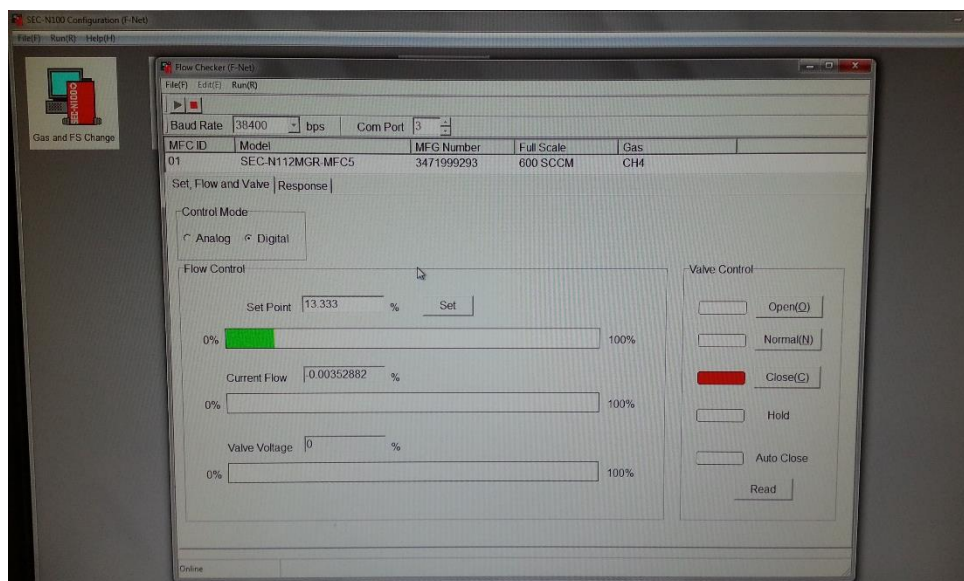 SEC-N100 Configuration (F-Net)
File(F) Run(R) Help(H)
SEC-N100
Gas and FS Change
Flow Checker (F-Net)
File(F) Edit(E) Run(R)
Baud Rate 38400 bps Com Port 3
MFC ID Model MFG Number Full Scale Gas
01 SEC-N112MGR-MFC5 3471999293 600 SCCM CH4
Set, Flow and Valve Response
Control Mode
Analog Digital
Flow Control
Set Point 13.333 % Set
0% 100%
Current Flow -0.00352882 %
0% 100%
Valve Voltage 0 %
0% 100%
Valve Control
Open(O)
Normal(N)
Close(C)
Hold
Auto Close
Read
Online